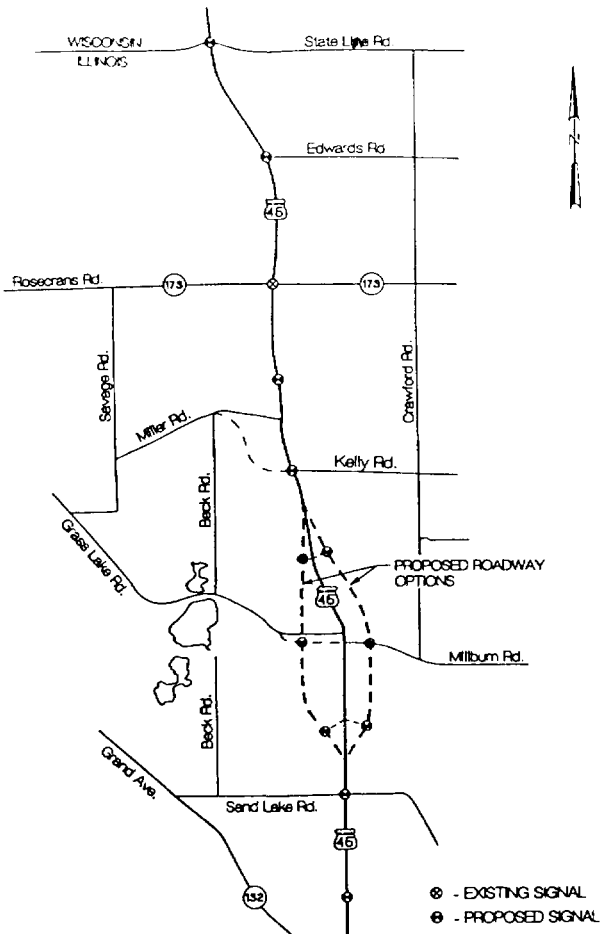 WISCONSIN
ILLINOIS
State Line Rd.
N
Edwards Rd
45
Rosecrans Rd.
173
173
Savage Rd.
Crawford Rd.
Miller Rd.
Kelly Rd.
Beck Rd.
Grass Lake Rd.
PROPOSED ROADWAY
OPTIONS
45
Millburn Rd.
Beck Rd.
Grand Ave.
Sand Lake Rd.
45
132
- EXISTING SIGNAL
- PROPOSED SIGNAL